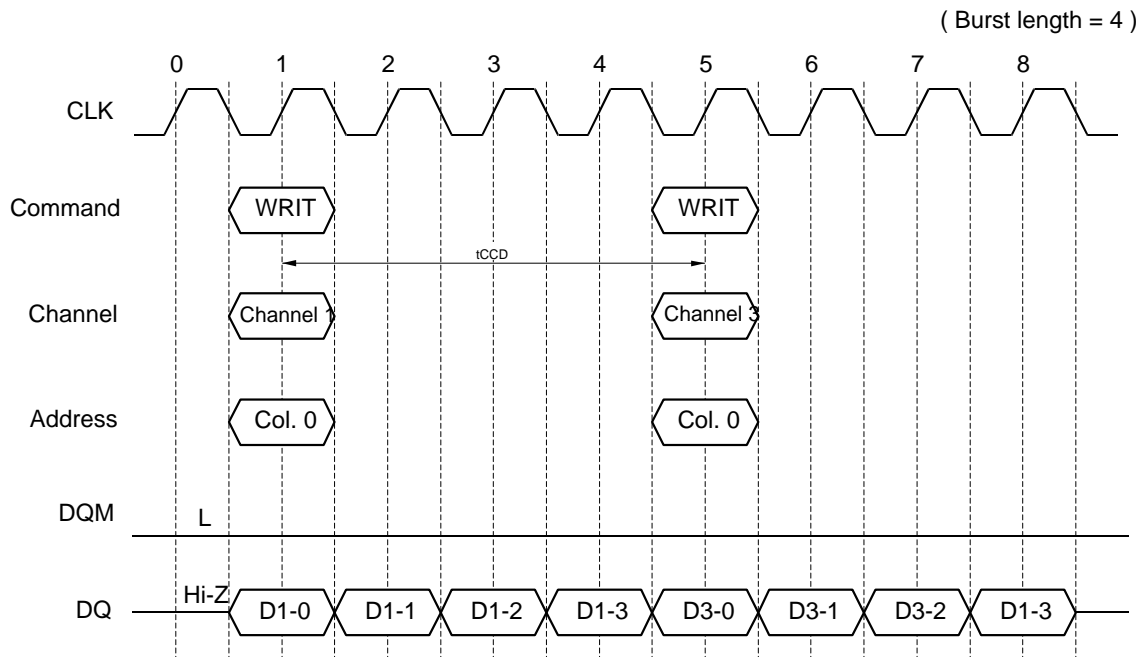 ( Burst length = 4 )
0 1 2 3 4 5 6 7 8
CLK
Command WRIT WRIT
tCCD
Channel Channel 1 Channel 3
Address Col. 0 Col. 0
DQM L
DQ Hi-Z D1-0 D1-1 D1-2 D1-3 D3-0 D3-1 D3-2 D1-3